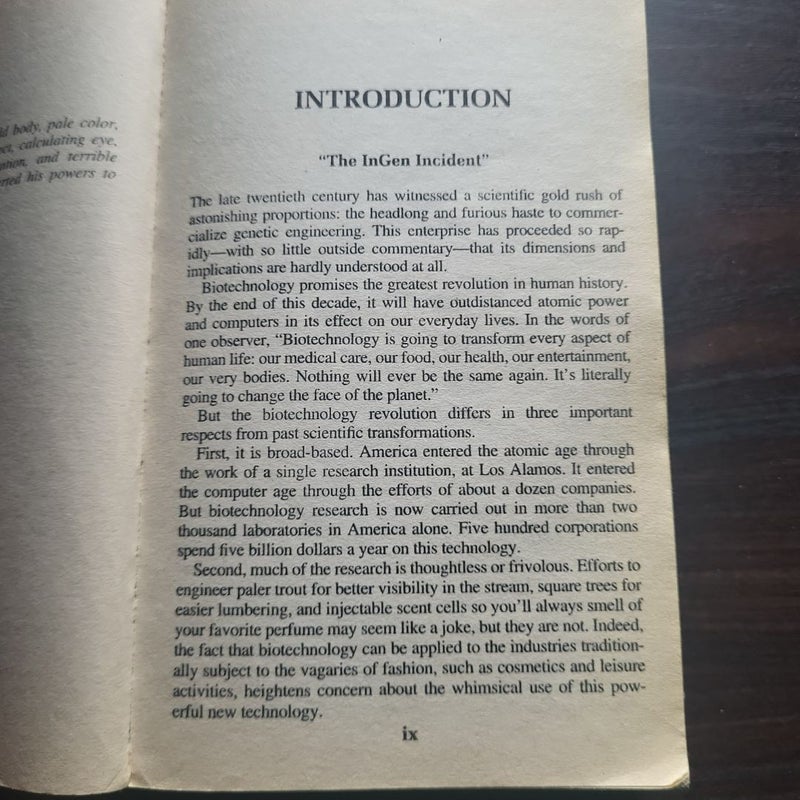 body, pale color,
calculating eye,
and terrible
his powers to
INTRODUCTION
“The InGen Incident”
The late twentieth century has witnessed a scientific gold rush of
astonishing proportions: the headlong and furious haste to commer-
cialize genetic engineering. This enterprise has proceeded so rap-
idly—with so little outside commentary—that its dimensions and
implications are hardly understood at all.
Biotechnology promises the greatest revolution in human history.
By the end of this decade, it will have outdistanced atomic power
and computers in its effect on our everyday lives. In the words of
one observer, “Biotechnology is going to transform every aspect of
human life: our medical care, our food, our health, our entertainment,
our very bodies. Nothing will ever be the same again. It’s literally
going to change the face of the planet.”
But the biotechnology revolution differs in three important
respects from past scientific transformations.
First, it is broad-based. America entered the atomic age through
the work of a single research institution, at Los Alamos. It entered
the computer age through the efforts of about a dozen companies.
But biotechnology research is now carried out in more than two
thousand laboratories in America alone. Five hundred corporations
spend five billion dollars a year on this technology.
Second, much of the research is thoughtless or frivolous. Efforts to
engineer paler trout for better visibility in the stream, square trees for
easier lumbering, and injectable scent cells so you’ll always smell of
your favorite perfume may seem like a joke, but they are not. Indeed,
the fact that biotechnology can be applied to the industries tradition-
ally subject to the vagaries of fashion, such as cosmetics and leisure
activities, heightens concern about the whimsical use of this pow-
erful new technology.
ix